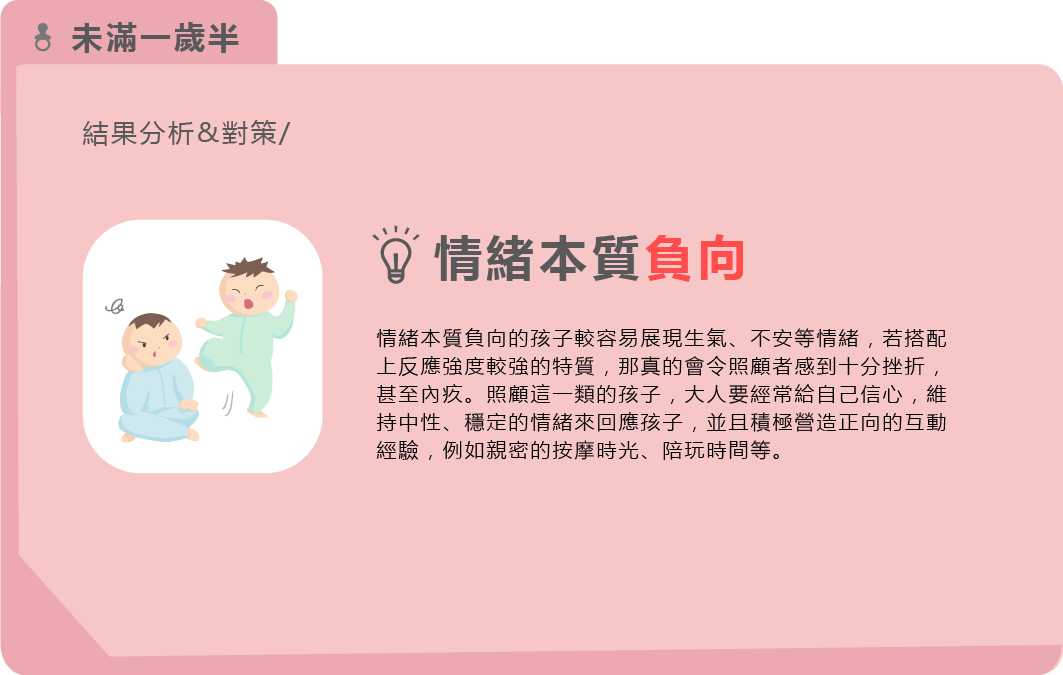 未滿一歲半
結果分析&對策/
情緒本質負向
情緒本質負向的孩子較容易展現生氣、不安等情緒，若搭配
上反應強度較強的特質，那真的會令照顧者感到十分挫折，
甚至內疚。照顧這一類的孩子，大人要經常給自己信心，維
持中性、穩定的情緒來回應孩子，並且積極營造正向的互動
經驗，例如親密的按摩時光、陪玩時間等。